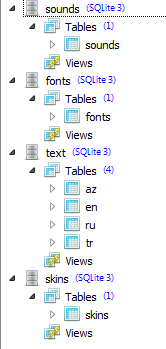 sounds (SQLite 3)
Tables (1)
sounds
Views
fonts (SQLite 3)
Tables (1)
fonts
Views
text (SQLite 3)
Tables (4)
az
en
ru
tr
Views
skins (SQLite 3)
Tables (1)
skins
Views